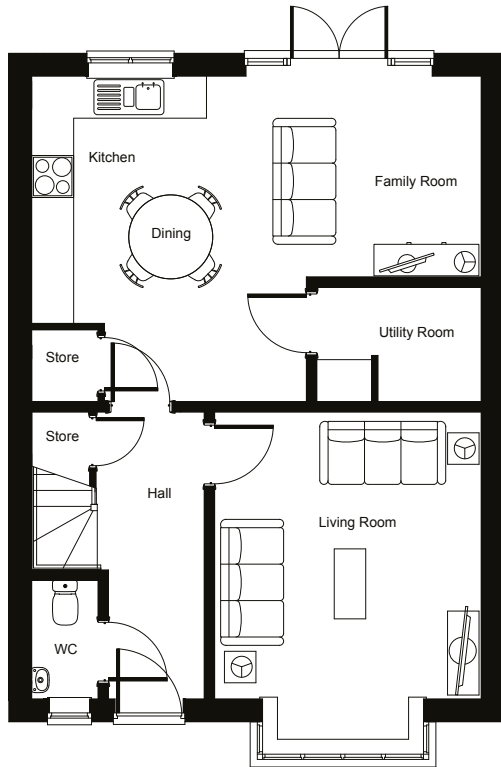 Kitchen
Family Room
Dining
Utility Room
Store
Store
Hall
Living Room
WC